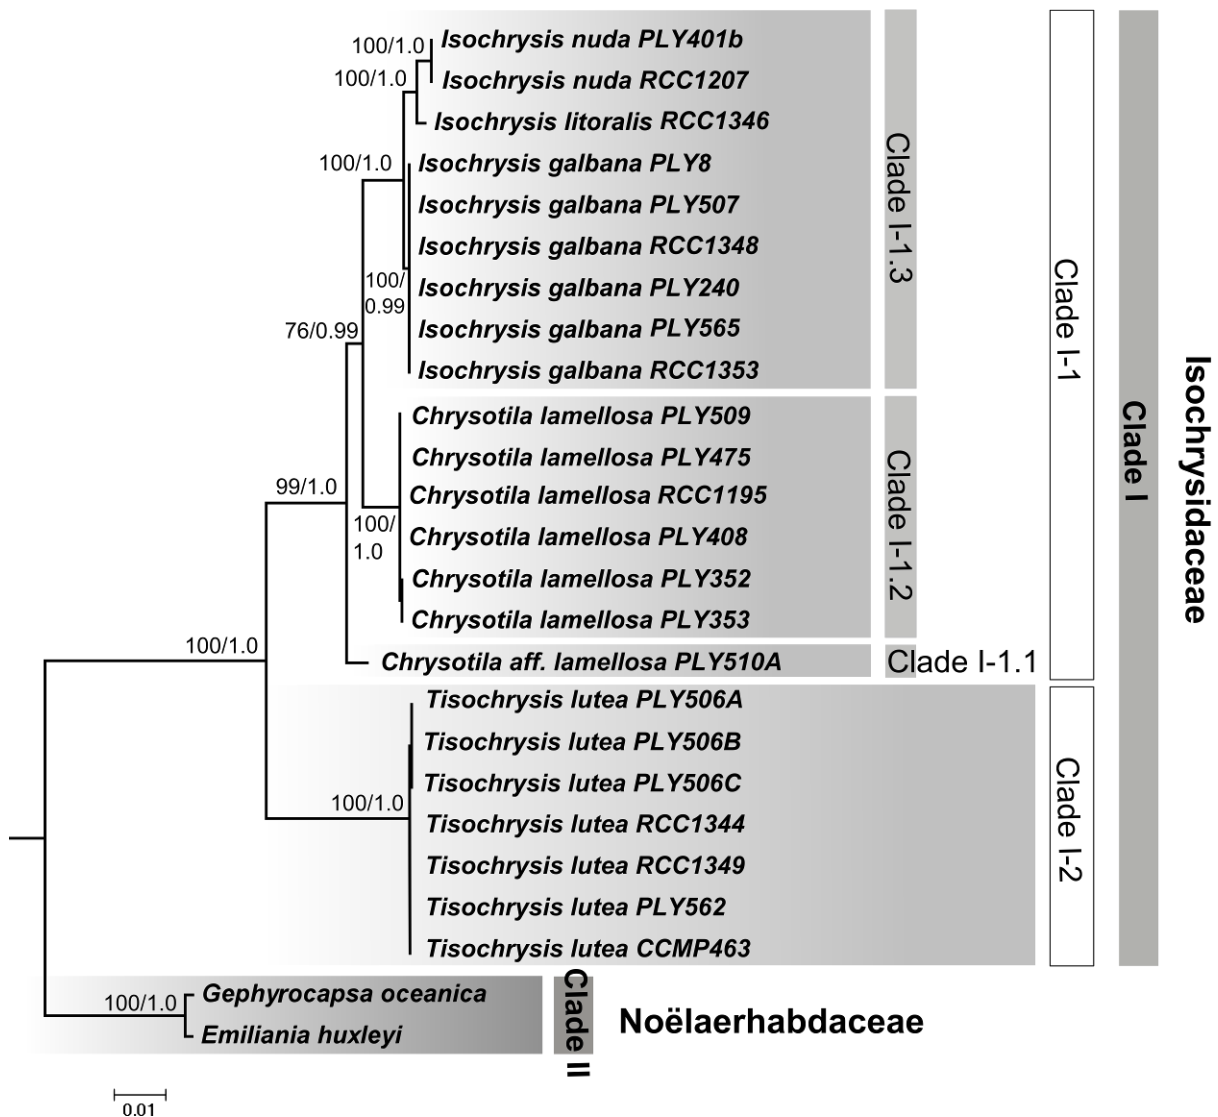 100/1.0
Isochrysis nuda PLY401b
100/1.0
Isochrysis nuda RCC1207
Isochrysis litoralis RCC1346
100/1.0
Isochrysis galbana PLY8
Isochrysis galbana PLY507
Isochrysis galbana RCC1348
100/
0.99
Isochrysis galbana PLY240
76/0.99
Isochrysis galbana PLY565
Isochrysis galbana RCC1353
Clade I-1.3
Chrysotila lamellosa PLY509
Chrysotila lamellosa PLY475
99/1.0
Chrysotila lamellosa RCC1195
100/
1.0
Chrysotila lamellosa PLY408
Chrysotila lamellosa PLY352
Chrysotila lamellosa PLY353
Clade I-1.2
100/1.0
Chrysotila aff. lamellosa PLY510A
Clade I-1.1
Clade I-1
Tisochrysis lutea PLY506A
Tisochrysis lutea PLY506B
Tisochrysis lutea PLY506C
100/1.0
Tisochrysis lutea RCC1344
Tisochrysis lutea RCC1349
Tisochrysis lutea PLY562
Tisochrysis lutea CCMP463
Clade I-2
Clade I
Isochrysidaceae
100/1.0
Gephyrocapsa oceanica
Emiliania huxleyi
Clade II
Noëlaerhabdaceae
0.01